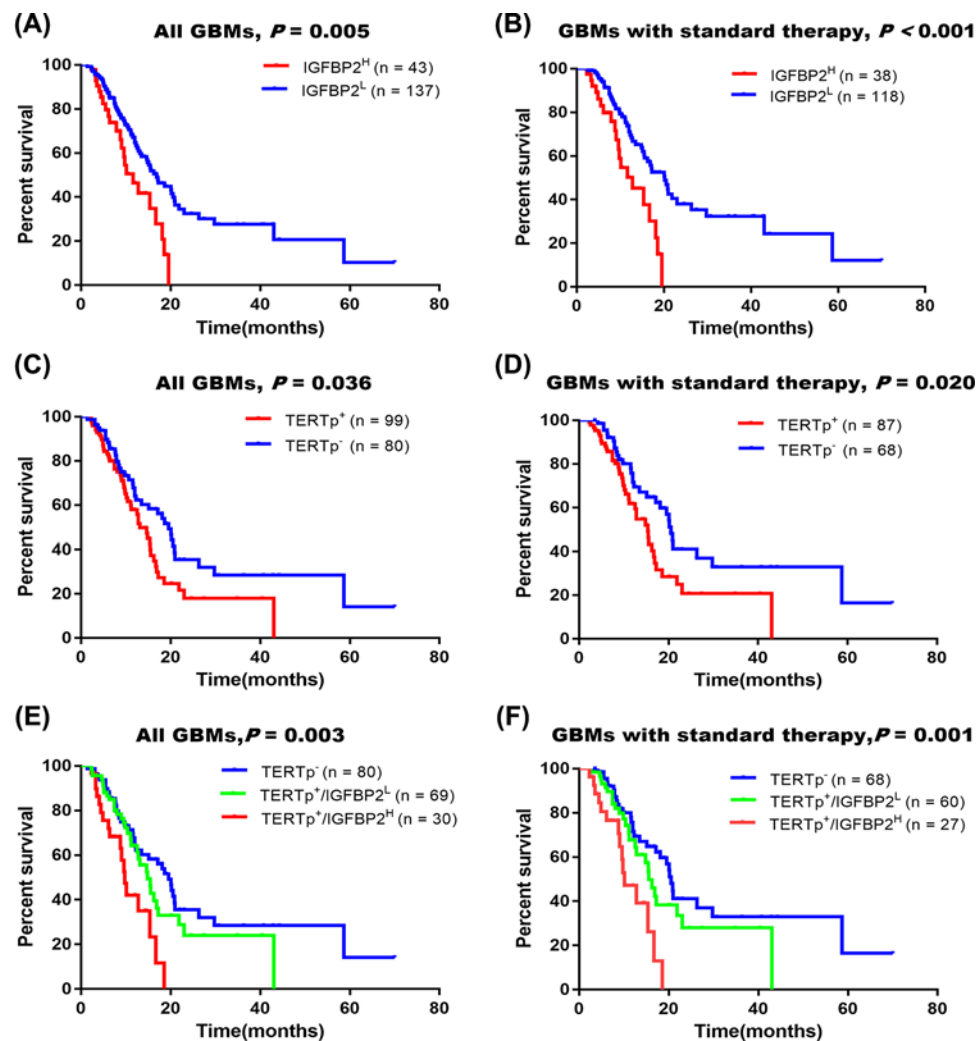 (A)
All GBMs, P = 0.005
IGFBP2ᴴ (n = 43)
IGFBP2ᴸ (n = 137)
Percent survival
100
80
60
40
20
0
0 20 40 60 80
Time(months)
(B)
GBMs with standard therapy, P < 0.001
IGFBP2ᴴ (n = 38)
IGFBP2ᴸ (n = 118)
Percent survival
100
80
60
40
20
0
0 20 40 60 80
Time(months)
(C)
All GBMs, P = 0.036
TERTp⁺ (n = 99)
TERTp⁻ (n = 80)
Percent survival
100
80
60
40
20
0
0 20 40 60 80
Time(months)
(D)
GBMs with standard therapy, P = 0.020
TERTp⁺ (n = 87)
TERTp⁻ (n = 68)
Percent survival
100
80
60
40
20
0
0 20 40 60 80
Time(months)
(E)
All GBMs,P = 0.003
TERTp⁻ (n = 80)
TERTp⁺/IGFBP2ᴸ (n = 69)
TERTp⁺/IGFBP2ᴴ (n = 30)
Percent survival
100
80
60
40
20
0
0 20 40 60 80
Time(months)
(F)
GBMs with standard therapy,P = 0.001
TERTp⁻ (n = 68)
TERTp⁺/IGFBP2ᴸ (n = 60)
TERTp⁺/IGFBP2ᴴ (n = 27)
Percent survival
100
80
60
40
20
0
0 20 40 60 80
Time(months)